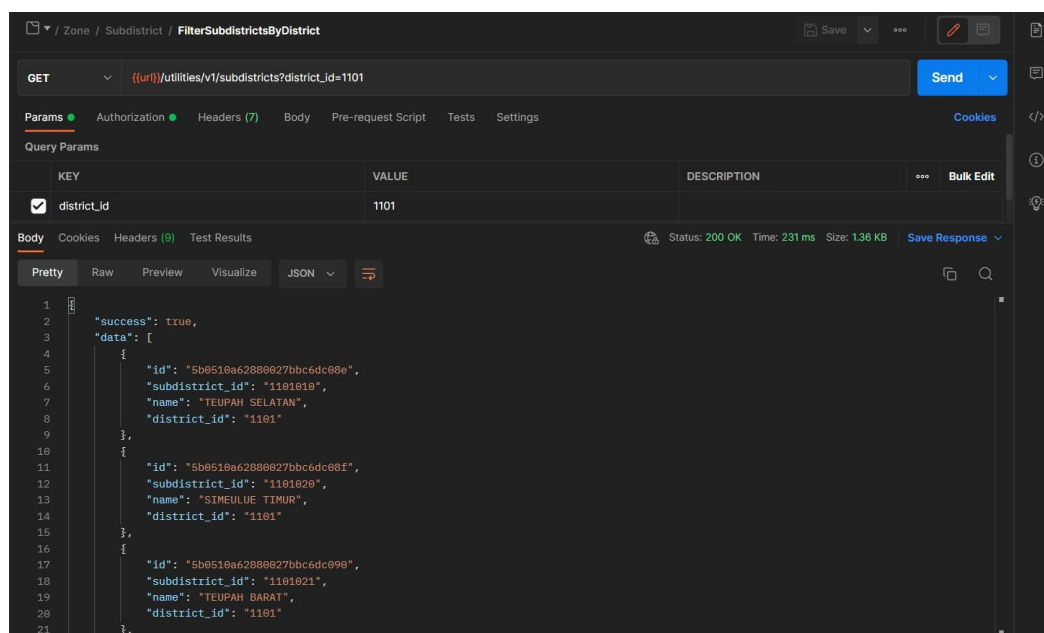 / Zone / Subdistrict / FilterSubdistrictsByDistrict Save
GET {{url}}/utilities/v1/subdistricts?district_id=1101 Send
Params Authorization Headers (7) Body Pre-request Script Tests Settings Cookies
Query Params
KEY VALUE DESCRIPTION Bulk Edit
district_id 1101
Body Cookies Headers (9) Test Results Status: 200 OK Time: 231 ms Size: 1.36 KB Save Response
Pretty Raw Preview Visualize JSON
1 {
2 "success": true,
3 "data": [
4 {
5 "id": "5b0510a62880027bbc6dc08e",
6 "subdistrict_id": "1101010",
7 "name": "TEUPAH SELATAN",
8 "district_id": "1101"
9 },
10 {
11 "id": "5b0510a62880027bbc6dc08f",
12 "subdistrict_id": "1101020",
13 "name": "SIMEULUE TIMUR",
14 "district_id": "1101"
15 },
16 {
17 "id": "5b0510a62880027bbc6dc090",
18 "subdistrict_id": "1101021",
19 "name": "TEUPAH BARAT",
20 "district_id": "1101"
21 },